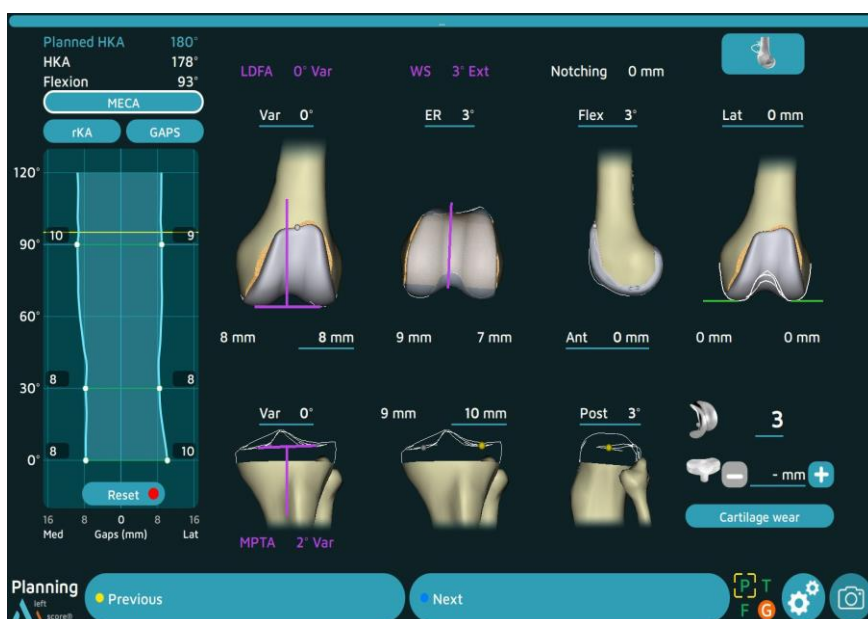 Planned HKA 180°
HKA 178°
Flexion 93°
MECA
rKA GAPS
LDFA 0° Var
WS 3° Ext
Notching 0 mm
Var 0°
ER 3°
Flex 3°
Lat 0 mm
120°
10 9
90°
60°
8 8
30°
8 10
0°
Reset
16 8 0 8 16
Med Gaps (mm) Lat
8 mm 8 mm
9 mm 7 mm
Ant 0 mm
0 mm 0 mm
Var 0°
9 mm 10 mm
Post 3°
3
- mm
Cartilage wear
MPTA 2° Var
Planning
left
score®
Previous
Next
P T
F G